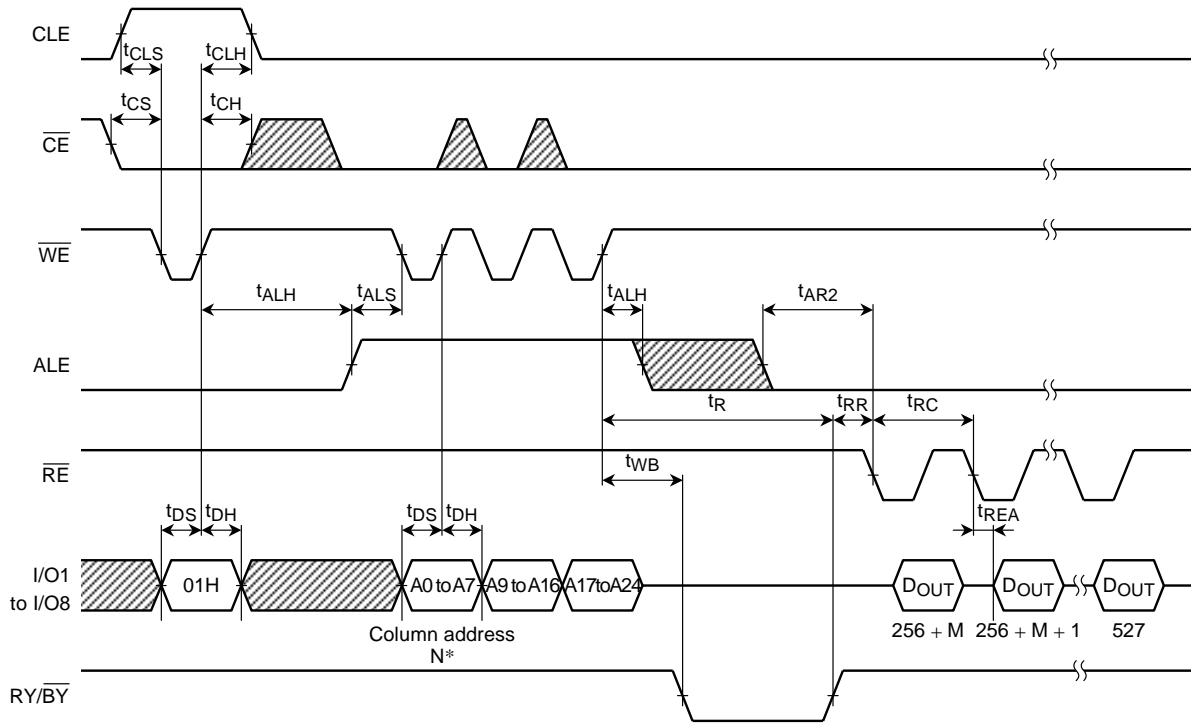 CLE
tCLS tCLH
tCS tCH
CE
WE
tALH tALS tALH tAR2
ALE
tR tRR tRC
RE
tWB
tDS tDH tDS tDH tREA
I/O1
to I/O8
01H A0 to A7 A9 to A16 A17 to A24 DOUT DOUT DOUT
Column address
N*
256 + M 256 + M + 1 527
RY/BY